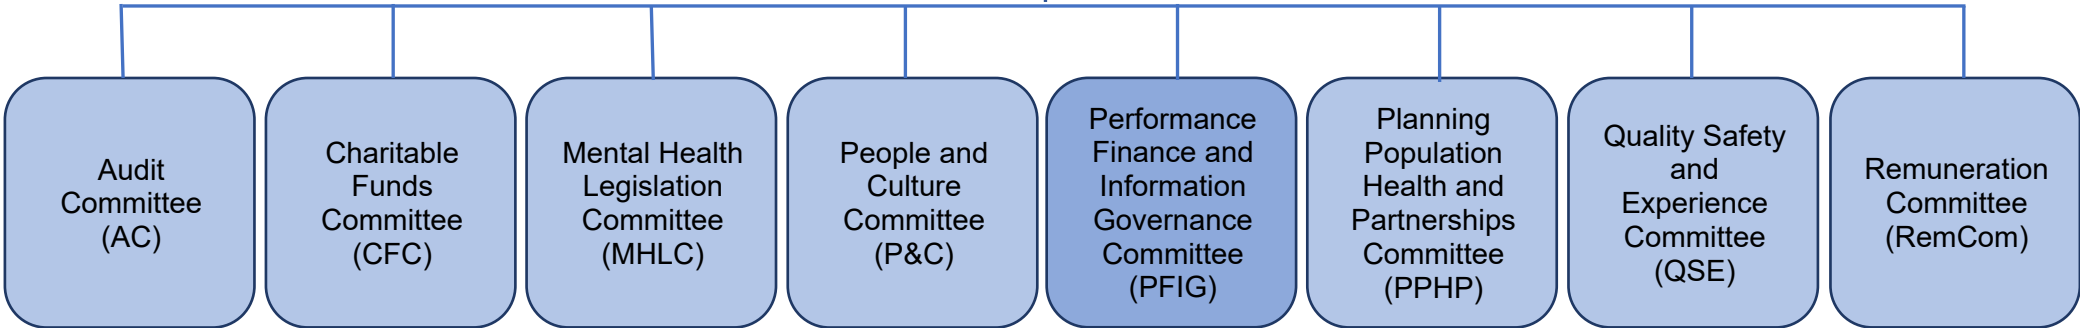 Audit
Committee
(AC)
Charitable
Funds
Committee
(CFC)
Mental Health
Legislation
Committee
(MHLC)
People and
Culture
Committee
(P&C)
Performance
Finance and
Information
Governance
Committee
(PFIG)
Planning
Population
Health and
Partnerships
Committee
(PPHP)
Quality Safety
and
Experience
Committee
(QSE)
Remuneration
Committee
(RemCom)